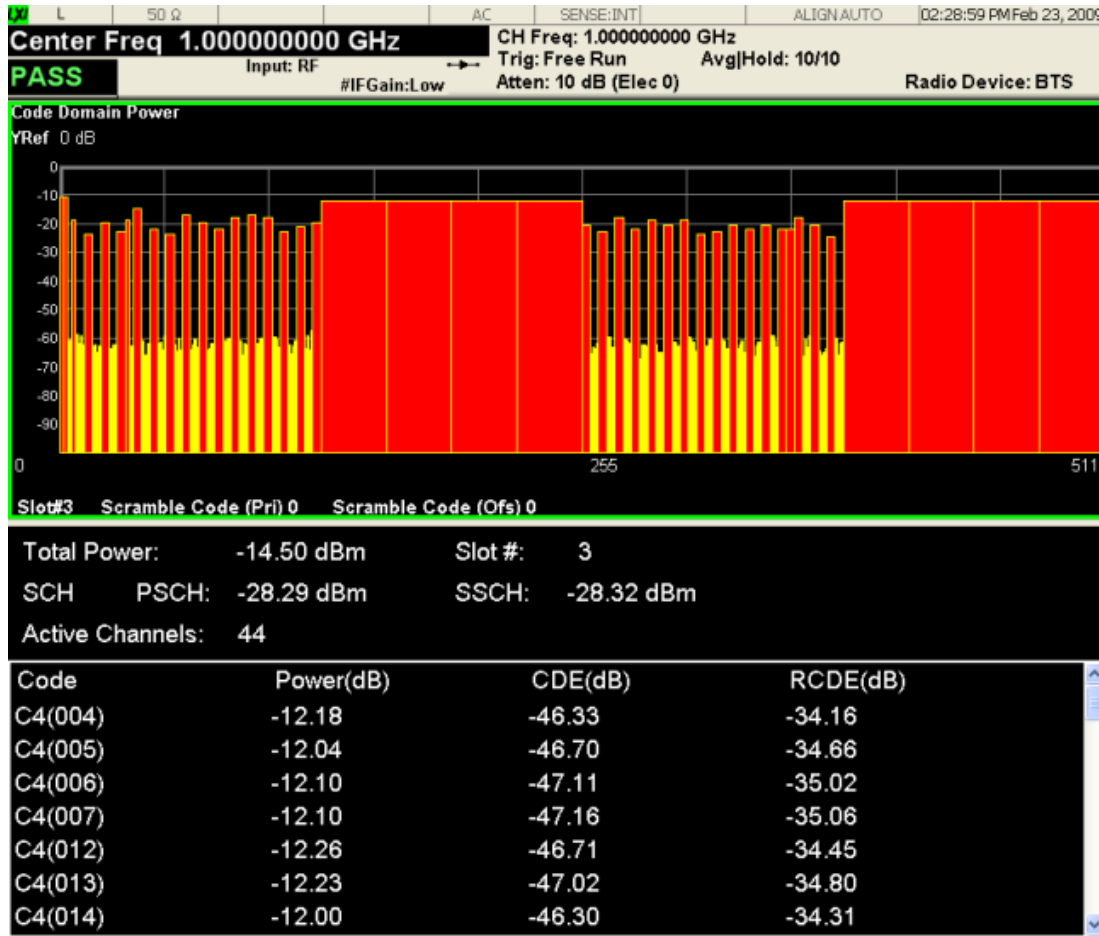 LXI L 50 Ω AC SENSE:INT ALIGNAUTO 02:28:59 PMFeb 23, 2009
Center Freq 1.000000000 GHz CH Freq: 1.000000000 GHz
Input: RF Trig: Free Run Avg|Hold: 10/10
PASS #IFGain:Low Atten: 10 dB (Elec 0) Radio Device: BTS
Code Domain Power
YRef 0 dB
0
-10
-20
-30
-40
-50
-60
-70
-80
-90
0 255 511
Slot#3 Scramble Code (Pri) 0 Scramble Code (Ofs) 0
Total Power: -14.50 dBm Slot #: 3
SCH PSCH: -28.29 dBm SSCH: -28.32 dBm
Active Channels: 44
Code Power(dB) CDE(dB) RCDE(dB)
C4(004) -12.18 -46.33 -34.16
C4(005) -12.04 -46.70 -34.66
C4(006) -12.10 -47.11 -35.02
C4(007) -12.10 -47.16 -35.06
C4(012) -12.26 -46.71 -34.45
C4(013) -12.23 -47.02 -34.80
C4(014) -12.00 -46.30 -34.31